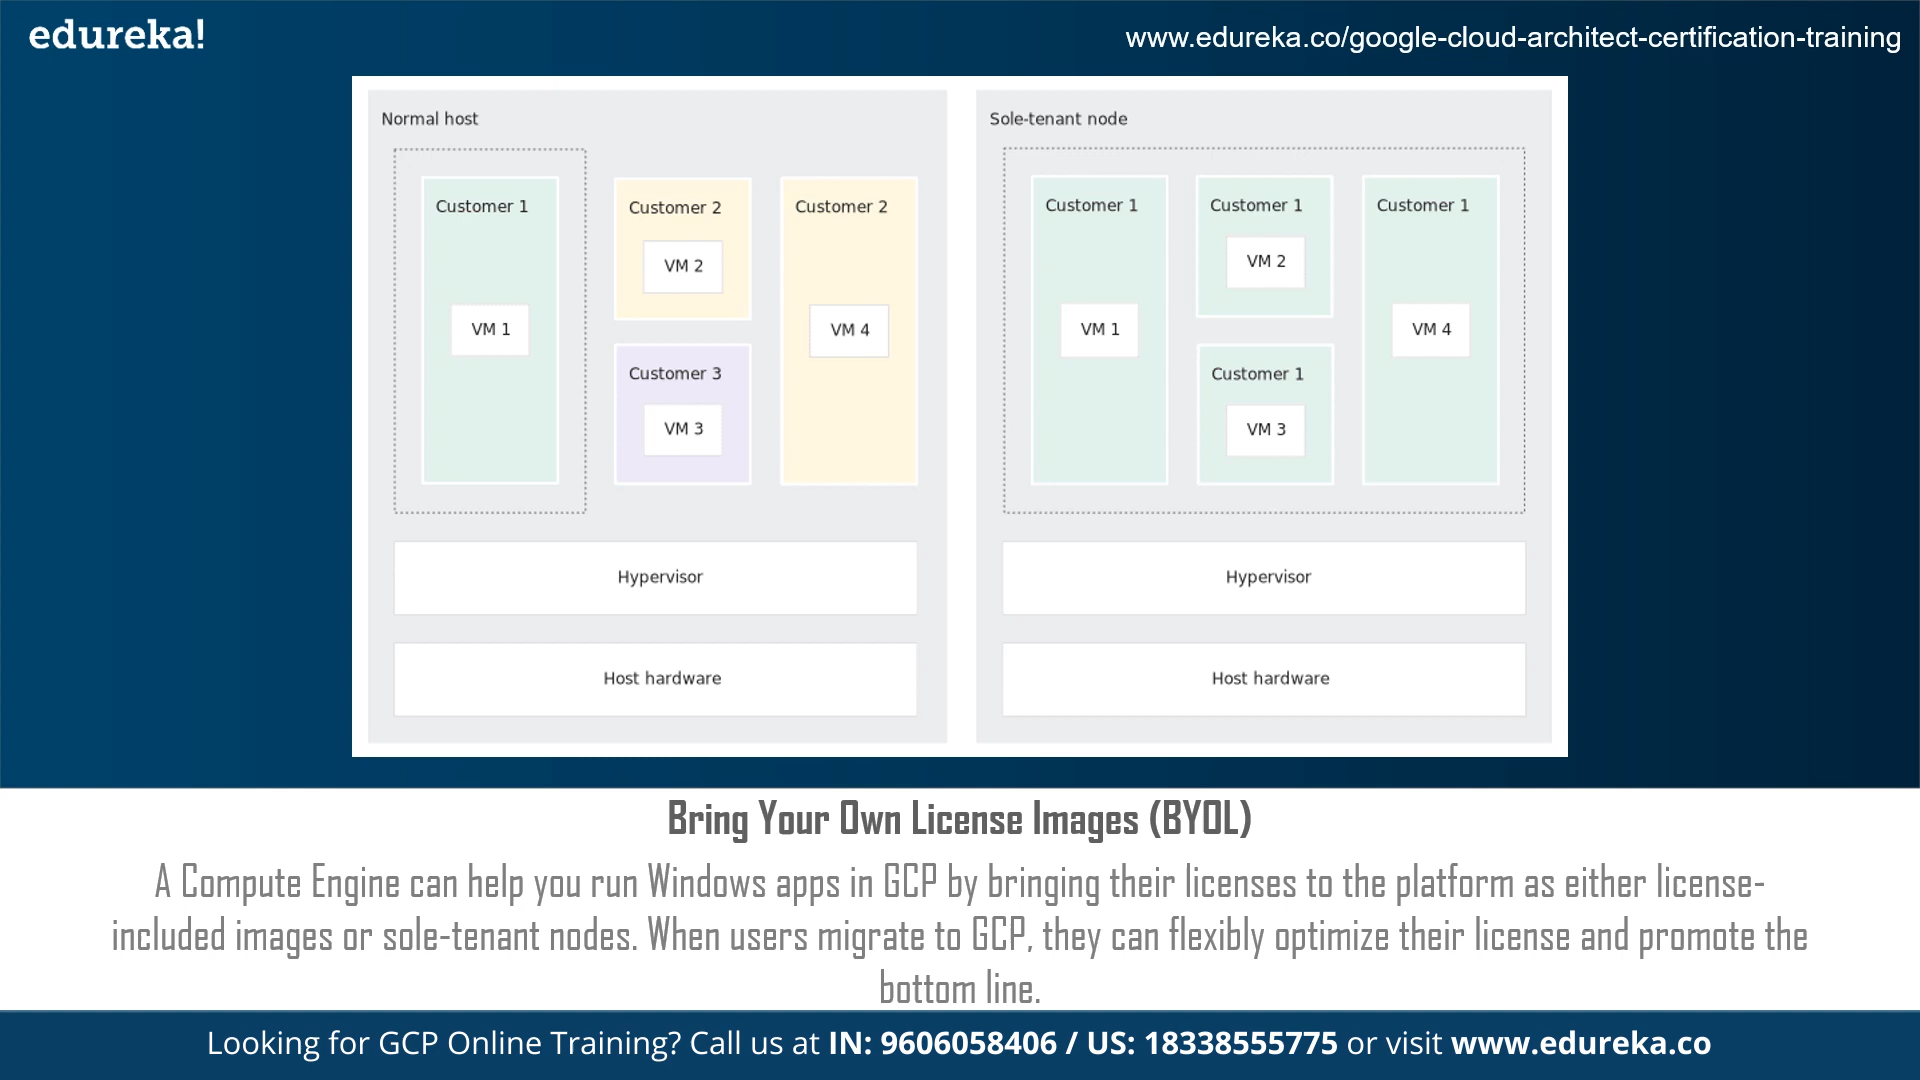 edureka!
www.edureka.co/google-cloud-architect-certification-training
Normal host
Customer 1
VM 1
Customer 2
VM 2
Customer 3
VM 3
Customer 2
VM 4
Hypervisor
Host hardware
Sole-tenant node
Customer 1
VM 1
Customer 1
VM 2
Customer 1
VM 3
Customer 1
VM 4
Hypervisor
Host hardware
Bring Your Own License Images (BYOL)
A Compute Engine can help you run Windows apps in GCP by bringing their licenses to the platform as either license-
included images or sole-tenant nodes. When users migrate to GCP, they can flexibly optimize their license and promote the
bottom line.
Looking for GCP Online Training? Call us at IN: 9606058406 / US: 18338555775 or visit www.edureka.co